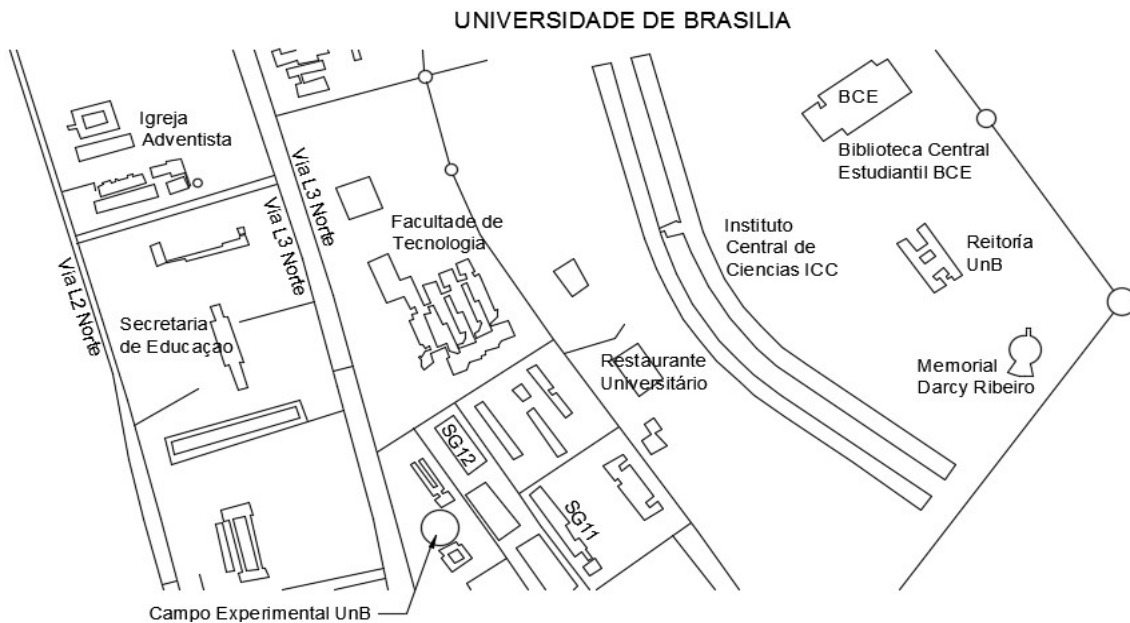 UNIVERSIDADE DE BRASILIA
BCE
Igreja
Adventista
Biblioteca Central
Estudiantil BCE
Via L3 Norte
Via L3 Norte
Facultade de
Tecnologia
Instituto
Central de
Ciencias ICC
Reitoría
UnB
Via L2 Norte
Secretaria
de Educaçao
Restaurante
Universitário
Memorial
Darcy Ribeiro
SG12
SG11
Campo Experimental UnB